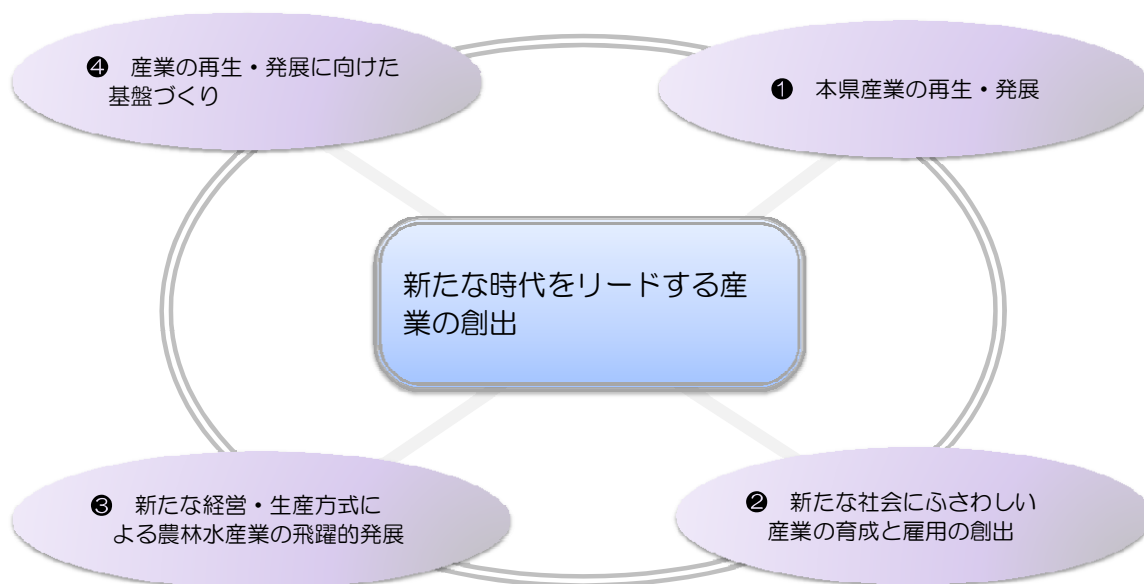 ❹ 産業の再生・発展に向けた
基盤づくり
❶ 本県産業の再生・発展
新たな時代をリードする産
業の創出
❸ 新たな経営・生産方式に
よる農林水産業の飛躍的発展
❷ 新たな社会にふさわしい
産業の育成と雇用の創出